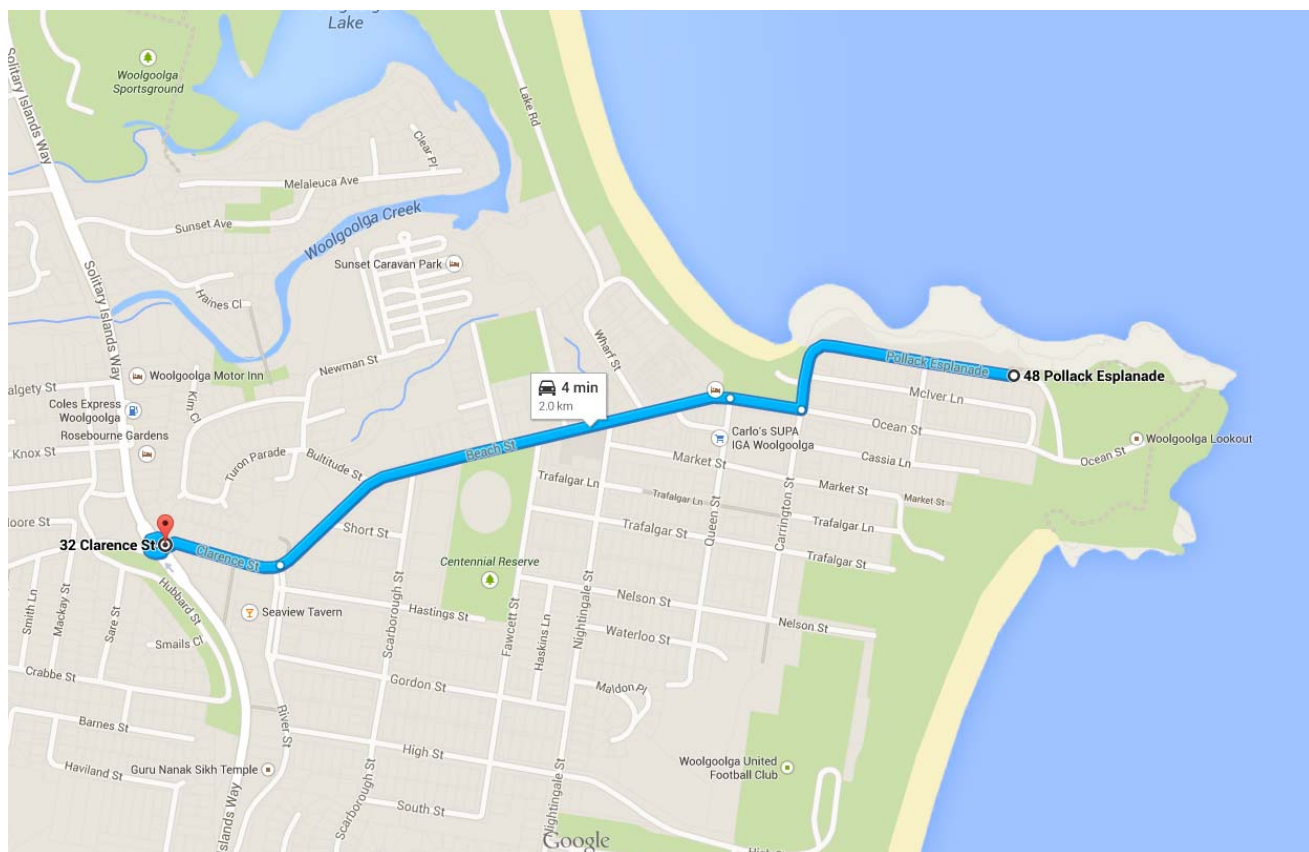 Lake
Woolgoolga
Sportsground
Solitary Islands Way
Lake Rd
Clear Pl
Melaleuca Ave
Sunset Ave
Woolgoolga Creek
Sunset Caravan Park
Solitary Islands Way
Haines Cl
Wharf St
Newman St
Pollack Esplanade
48 Pollack Esplanade
Woolgoolga Motor Inn
4 min
2.0 km
McIver Ln
algety St
Kim Cl
Coles Express
Woolgoolga
Rosebourne Gardens
Carlo's SUPA
IGA Woolgoolga
Ocean St
Woolgoolga Lookout
Knox St
Turon Parade
Bultitude St
Beach St
Market St
Cassia Ln
Ocean St
Trafalgar Ln
Trafalgar Ln
Market St
Market St
loore St
Short St
Queen St
Carrington St
Trafalgar Ln
Trafalgar St
32 Clarence St
Clarence St
Centennial Reserve
Trafalgar St
Smith Ln
Mackay St
Sare St
Hubbard St
Seaview Tavern
Hastings St
Scarborough St
Fawcett St
Haskins Ln
Nightingale St
Nelson St
Nelson St
Smails Cl
Waterloo St
Crabbe St
Gordon St
Maldon Pl
Barnes St
River St
High St
Haviland St
Guru Nanak Sikh Temple
Woolgoolga United
Football Club
Islands Way
Scarborough St
South St
Nightingale St
Google